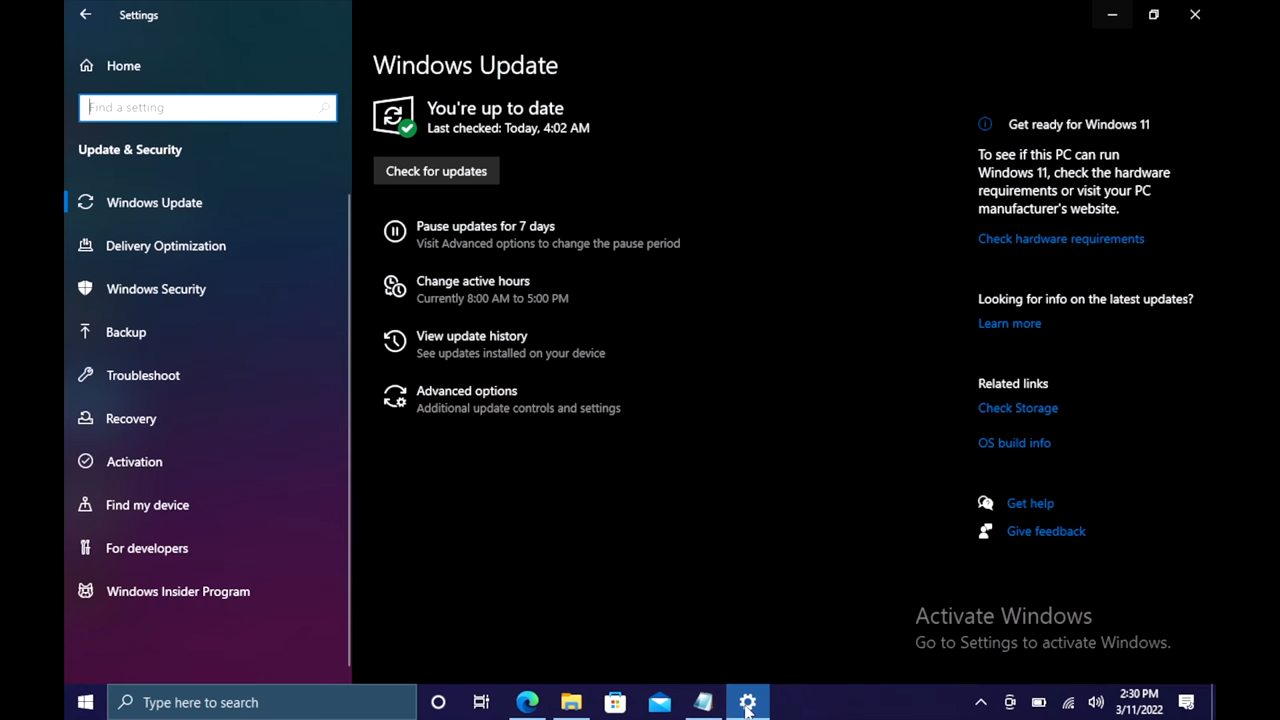 Settings
Home
Find a setting
Update & Security
Windows Update
Delivery Optimization
Windows Security
Backup
Troubleshoot
Recovery
Activation
Find my device
For developers
Windows Insider Program
Windows Update
You're up to date
Last checked: Today, 4:02 AM
Check for updates
Pause updates for 7 days
Visit Advanced options to change the pause period
Change active hours
Currently 8:00 AM to 5:00 PM
View update history
See updates installed on your device
Advanced options
Additional update controls and settings
Get ready for Windows 11
To see if this PC can run
Windows 11, check the hardware
requirements or visit your PC
manufacturer's website.
Check hardware requirements
Looking for info on the latest updates?
Learn more
Related links
Check Storage
OS build info
Get help
Give feedback
Activate Windows
Go to Settings to activate Windows.
Type here to search
2:30 PM
3/11/2022